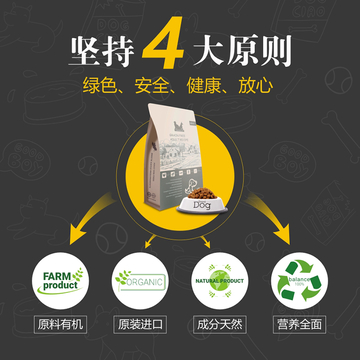 坚持4大原则
绿色、安全、健康、放心
Dog
FARM
product
ORGANIC
NATURAL PRODUCT
balance
100%
原料有机
原装进口
成分天然
营养全面